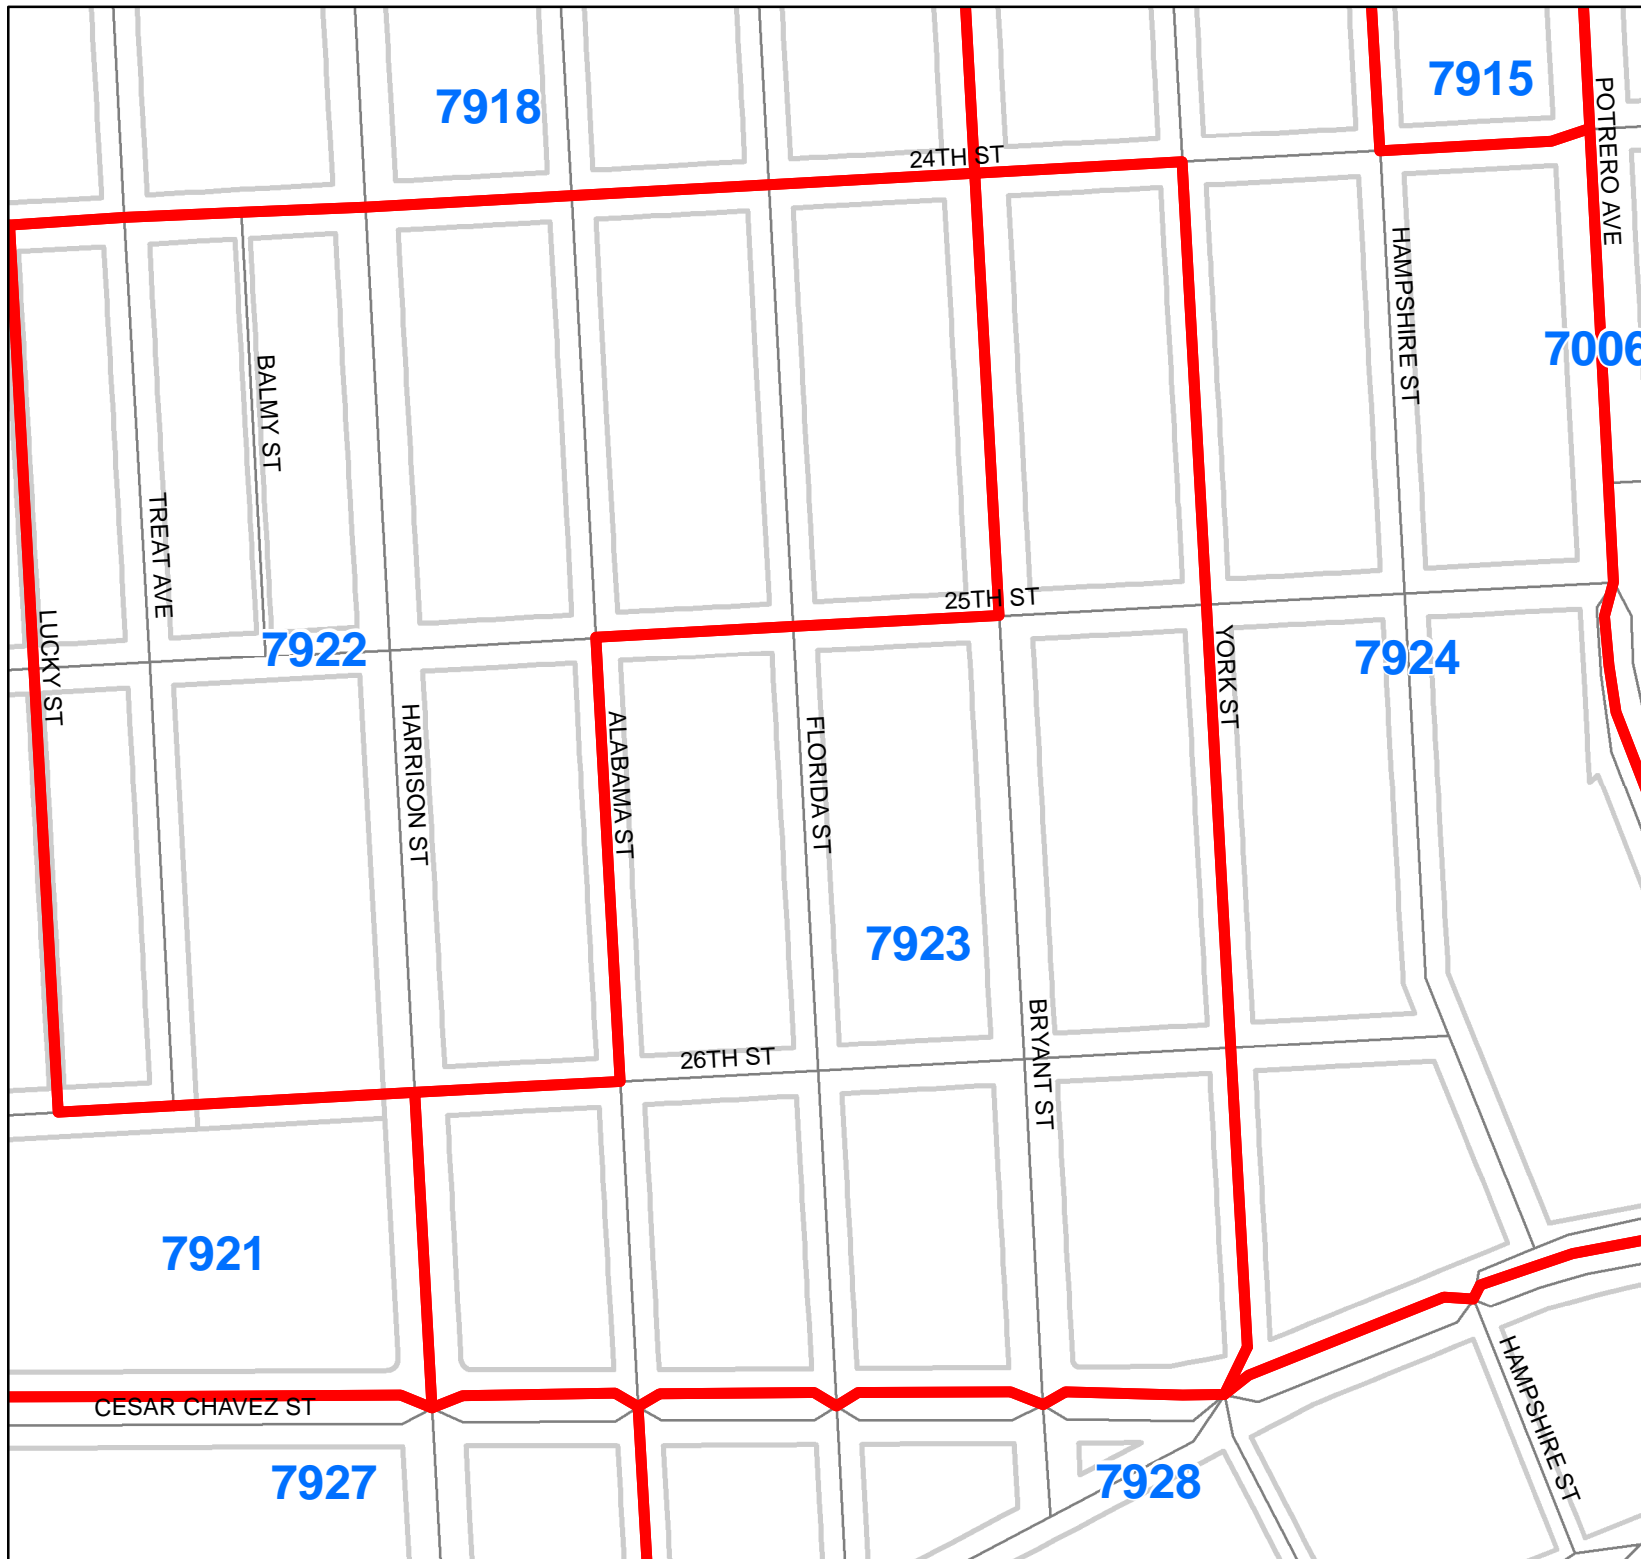 7918
7915
POTRERO AVE
24TH ST
HAMPSHIRE ST
7006
BALMY ST
TREAT AVE
25TH ST
LUCKY ST
7922
YORK ST
7924
HARRISON ST
ALABAMA ST
FLORIDA ST
7923
BRYANT ST
26TH ST
7921
HAMPSHIRE ST
CESAR CHAVEZ ST
7927
7928